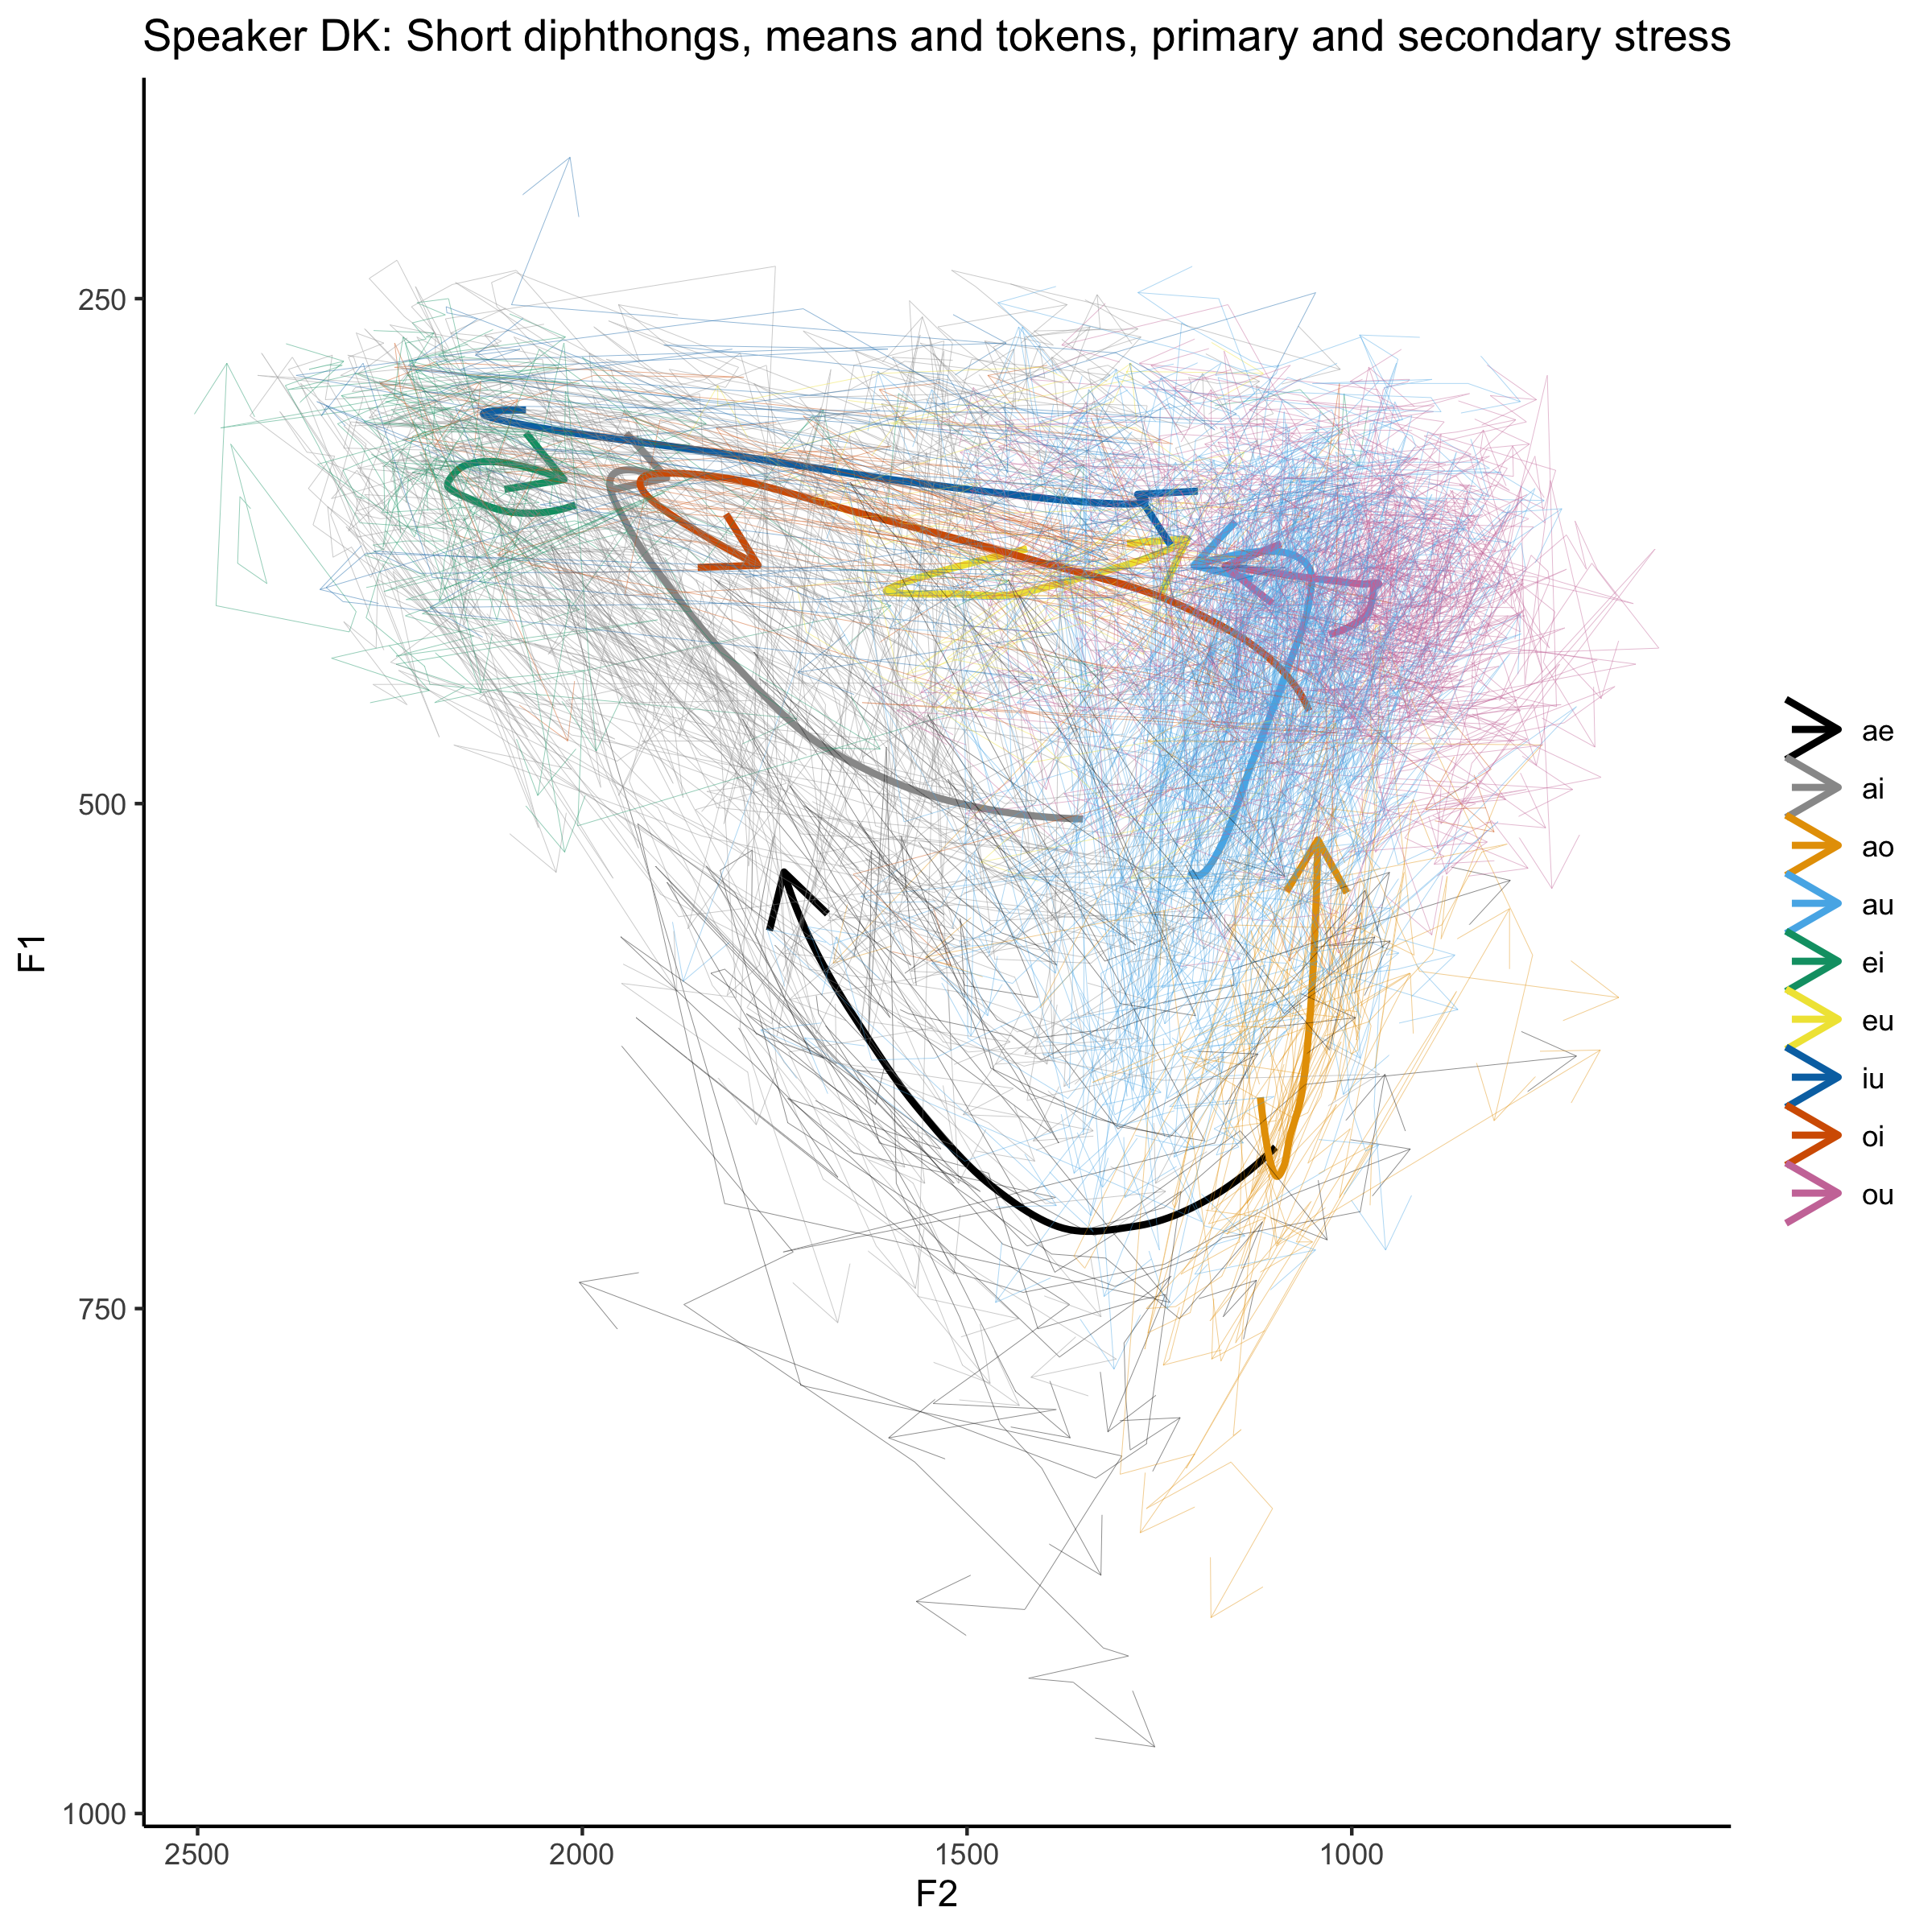 Speaker DK: Short diphthongs, means and tokens, primary and secondary stress
250
500
750
1000
F1
2500
2000
1500
1000
F2
ae
ai
ao
au
ei
eu
iu
oi
ou